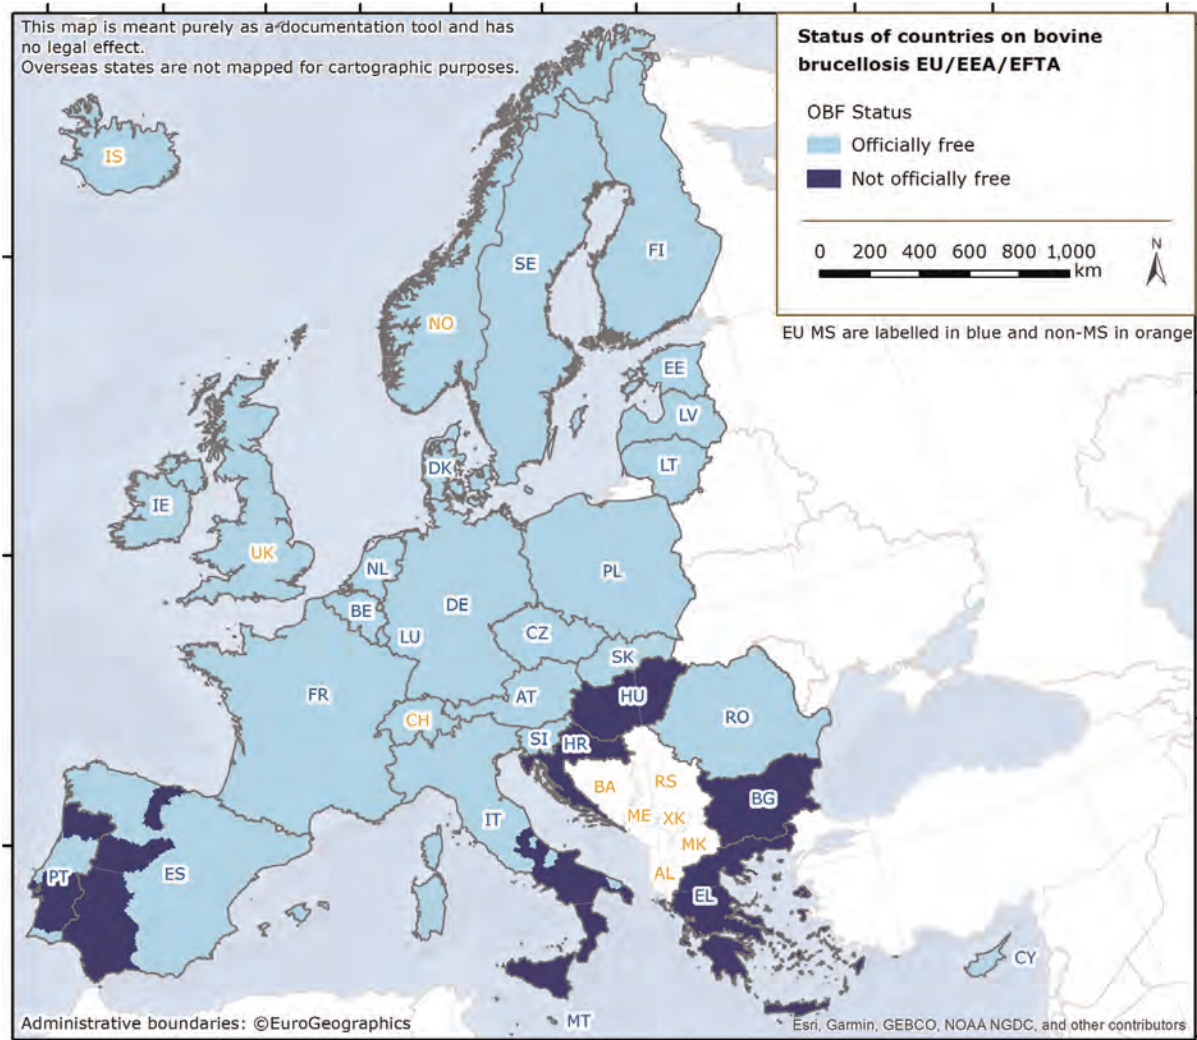 This map is meant purely as a documentation tool and has
no legal effect.
Overseas states are not mapped for cartographic purposes.
Status of countries on bovine
brucellosis EU/EEA/EFTA
OBF Status
Officially free
Not officially free
0 200 400 600 800 1,000
km
N
EU MS are labelled in blue and non-MS in orange
IS
FI
SE
NO
EE
LV
LT
DK
IE
UK
NL
PL
BE
DE
LU
CZ
SK
FR
AT
HU
CH
RO
SI
HR
BA
RS
BG
ME
XK
IT
MK
PT
ES
AL
EL
CY
MT
Administrative boundaries: ©EuroGeographics
Esri, Garmin, GEBCO, NOAA NGDC, and other contributors